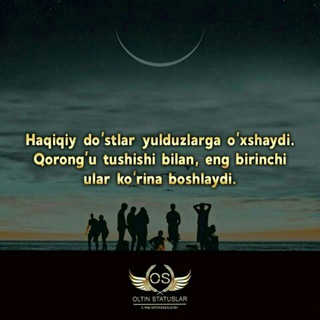 Haqiqiy do'stlar yulduzlarga o'xshaydi.
Qorong'u tushishi bilan, eng birinchi
ular ko'rina boshlaydi.
OS
OLTIN STATUSLAR